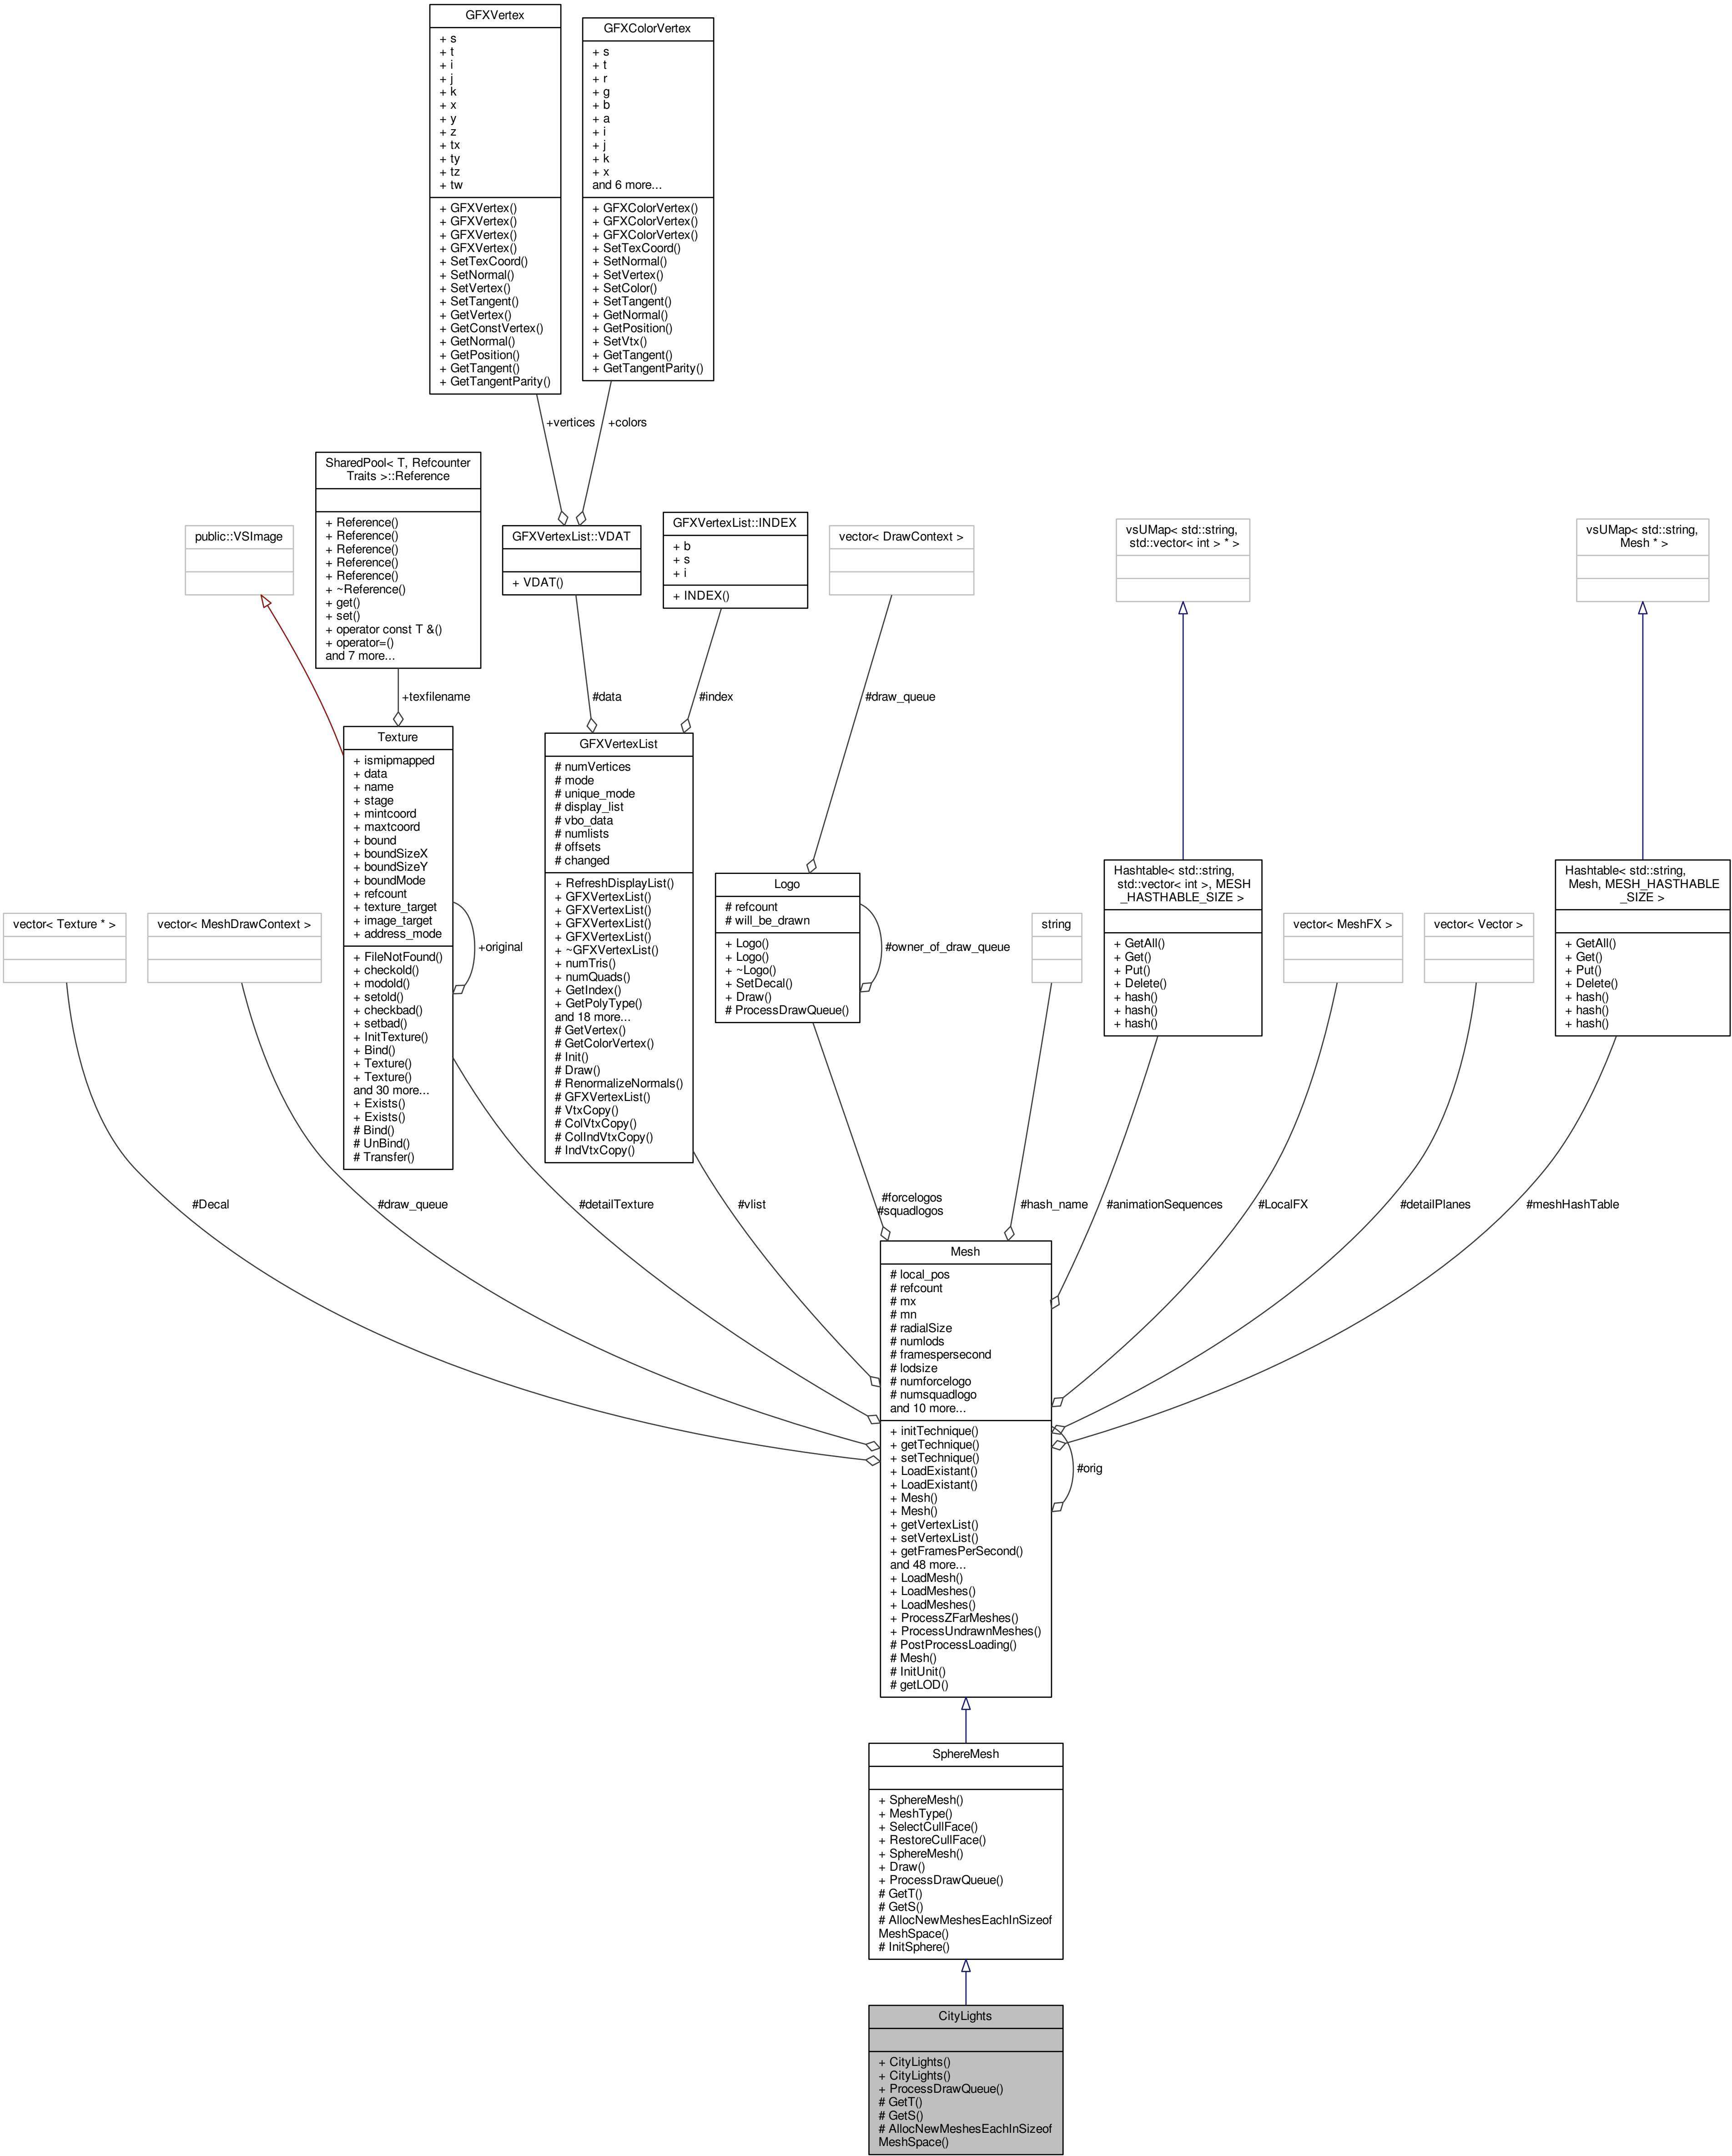 GFXVertex
+ s
+ t
+ i
+ j
+ k
+ x
+ y
+ z
+ tx
+ ty
+ tz
+ tw
+ GFXVertex()
+ GFXVertex()
+ GFXVertex()
+ GFXVertex()
+ SetTexCoord()
+ SetNormal()
+ SetVertex()
+ SetTangent()
+ GetVertex()
+ GetConstVertex()
+ GetNormal()
+ GetPosition()
+ GetTangent()
+ GetTangentParity()
GFXColorVertex
+ s
+ t
+ r
+ g
+ b
+ a
+ i
+ j
+ k
+ x
and 6 more...
+ GFXColorVertex()
+ GFXColorVertex()
+ GFXColorVertex()
+ SetTexCoord()
+ SetNormal()
+ SetVertex()
+ SetColor()
+ SetTangent()
+ GetNormal()
+ GetPosition()
+ SetVtx()
+ GetTangent()
+ GetTangentParity()
+vertices
+colors
public::VSImage
SharedPool< T, Refcounter
Traits >::Reference
+ Reference()
+ Reference()
+ Reference()
+ Reference()
+ Reference()
+ ~Reference()
+ get()
+ set()
+ operator const T &()
+ operator=()
and 7 more...
GFXVertexList::VDAT
+ VDAT()
GFXVertexList::INDEX
+ b
+ s
+ i
+ INDEX()
vector< DrawContext >
vsUMap< std::string,
std::vector< int > * >
vsUMap< std::string,
Mesh * >
+texfilename
#data
#index
#draw_queue
vector< Texture * >
vector< MeshDrawContext >
Texture
+ ismipmapped
+ data
+ name
+ stage
+ mintcoord
+ maxtcoord
+ bound
+ boundSizeX
+ boundSizeY
+ boundMode
+ refcount
+ texture_target
+ image_target
+ address_mode
+ FileNotFound()
+ checkold()
+ modold()
+ setold()
+ checkbad()
+ setbad()
+ InitTexture()
+ Bind()
+ Texture()
+ Texture()
and 30 more...
+ Exists()
+ Exists()
# Bind()
# UnBind()
# Transfer()
+original
GFXVertexList
# numVertices
# mode
# unique_mode
# display_list
# vbo_data
# numlists
# offsets
# changed
+ RefreshDisplayList()
+ GFXVertexList()
+ GFXVertexList()
+ GFXVertexList()
+ GFXVertexList()
+ ~GFXVertexList()
+ numTris()
+ numQuads()
+ GetIndex()
+ GetPolyType()
and 18 more...
# GetVertex()
# GetColorVertex()
# Init()
# Draw()
# RenormalizeNormals()
# GFXVertexList()
# VtxCopy()
# ColVtxCopy()
# ColIndVtxCopy()
# IndVtxCopy()
Logo
# refcount
# will_be_drawn
+ Logo()
+ Logo()
+ ~Logo()
+ SetDecal()
+ Draw()
# ProcessDrawQueue()
#owner_of_draw_queue
string
Hashtable< std::string,
std::vector< int >, MESH
_HASTHABLE_SIZE >
+ GetAll()
+ Get()
+ Put()
+ Delete()
+ hash()
+ hash()
+ hash()
vector< MeshFX >
vector< Vector >
Hashtable< std::string,
Mesh, MESH_HASTHABLE
_SIZE >
+ GetAll()
+ Get()
+ Put()
+ Delete()
+ hash()
+ hash()
+ hash()
#Decal
#draw_queue
#detailTexture
#vlist
#forcelogos
#squadlogos
#hash_name
#animationSequences
#LocalFX
#detailPlanes
#meshHashTable
Mesh
# local_pos
# refcount
# mx
# mn
# radialSize
# numlods
# framespersecond
# lodsize
# numforcelogo
# numsquadlogo
and 10 more...
+ initTechnique()
+ getTechnique()
+ setTechnique()
+ LoadExistant()
+ LoadExistant()
+ Mesh()
+ Mesh()
+ getVertexList()
+ setVertexList()
+ getFramesPerSecond()
and 48 more...
+ LoadMesh()
+ LoadMeshes()
+ LoadMeshes()
+ ProcessZFarMeshes()
+ ProcessUndrawnMeshes()
# PostProcessLoading()
# Mesh()
# InitUnit()
# getLOD()
#orig
SphereMesh
+ SphereMesh()
+ MeshType()
+ SelectCullFace()
+ RestoreCullFace()
+ SphereMesh()
+ Draw()
+ ProcessDrawQueue()
# GetT()
# GetS()
# AllocNewMeshesEachInSizeof
MeshSpace()
# InitSphere()
CityLights
+ CityLights()
+ CityLights()
+ ProcessDrawQueue()
# GetT()
# GetS()
# AllocNewMeshesEachInSizeof
MeshSpace()